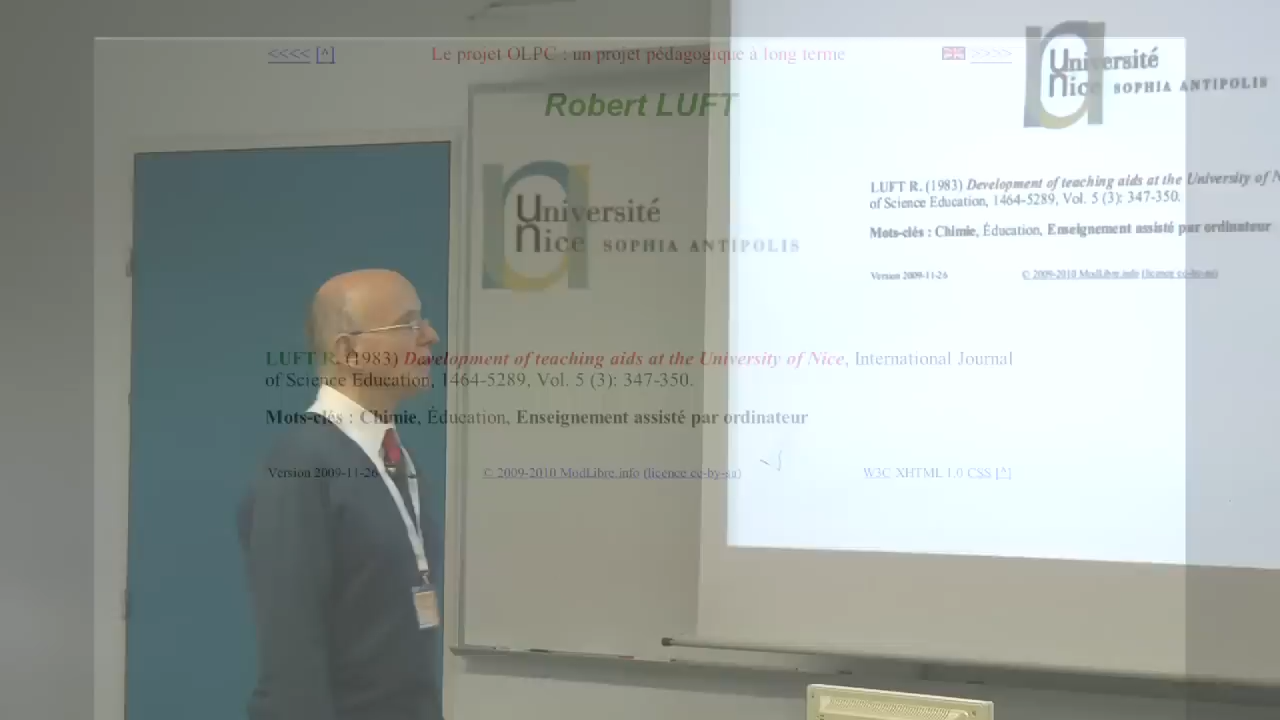 <<<< [^] Le projet OLPC : un projet pédagogique à long terme >>>>
Robert LUFT
Université
Nice SOPHIA ANTIPOLIS
LUFT R. (1983) Development of teaching aids at the University of Nice, International Journal
of Science Education, 1464-5289, Vol. 5 (3): 347-350.
Mots-clés : Chimie, Éducation, Enseignement assisté par ordinateur
Version 2009-11-26 © 2009-2010 ModLibre.info (licence cc-by-sa) W3C XHTML 1.0 CSS [^]
Université
Nice SOPHIA ANTIPOLIS
LUFT R. (1983) Development of teaching aids at the University of N
of Science Education, 1464-5289, Vol. 5 (3): 347-350.
Mots-clés : Chimie, Éducation, Enseignement assisté par ordinateur
Version 2009-11-26 © 2009-2010 ModLibre.info (licence cc-by-sa)